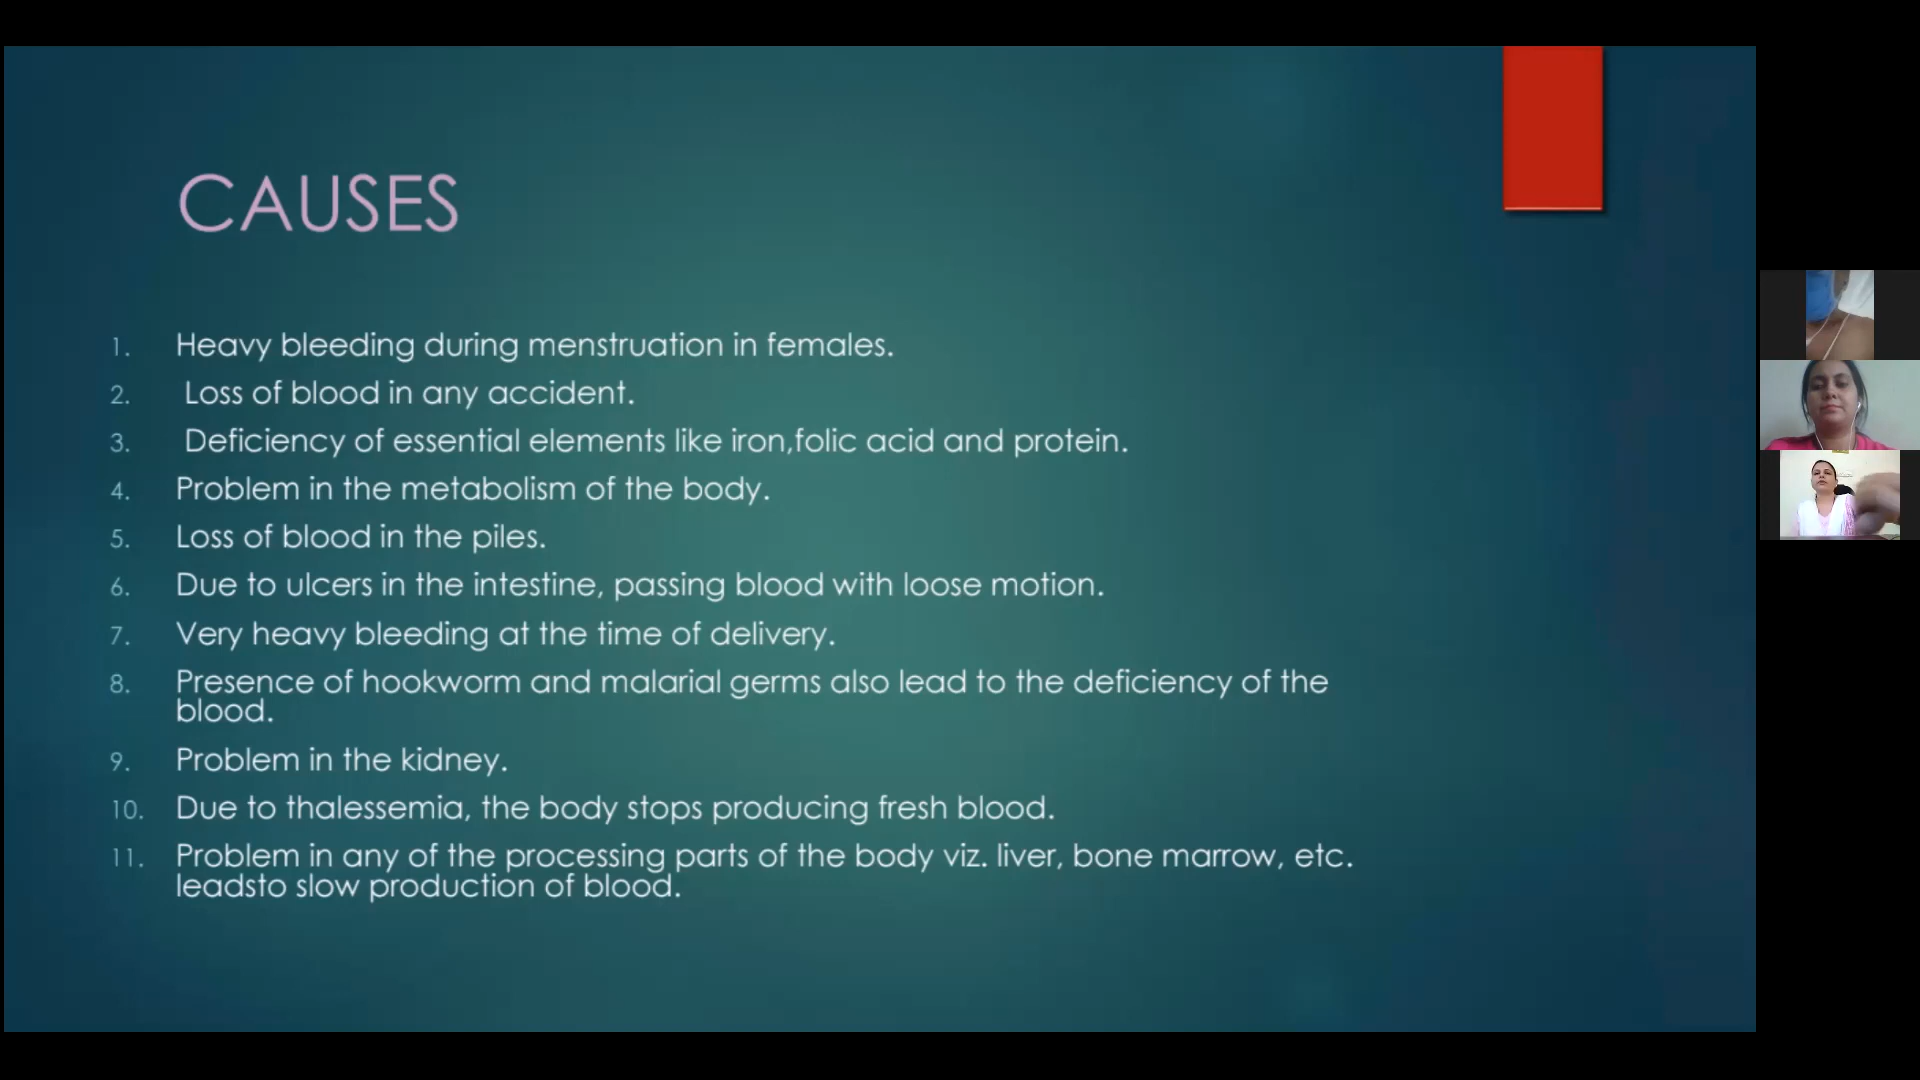 CAUSES
1. Heavy bleeding during menstruation in females.
2. Loss of blood in any accident.
3. Deficiency of essential elements like iron,folic acid and protein.
4. Problem in the metabolism of the body.
5. Loss of blood in the piles.
6. Due to ulcers in the intestine, passing blood with loose motion.
7. Very heavy bleeding at the time of delivery.
8. Presence of hookworm and malarial germs also lead to the deficiency of the
blood.
9. Problem in the kidney.
10. Due to thalessemia, the body stops producing fresh blood.
11. Problem in any of the processing parts of the body viz. liver, bone marrow, etc.
leadsto slow production of blood.